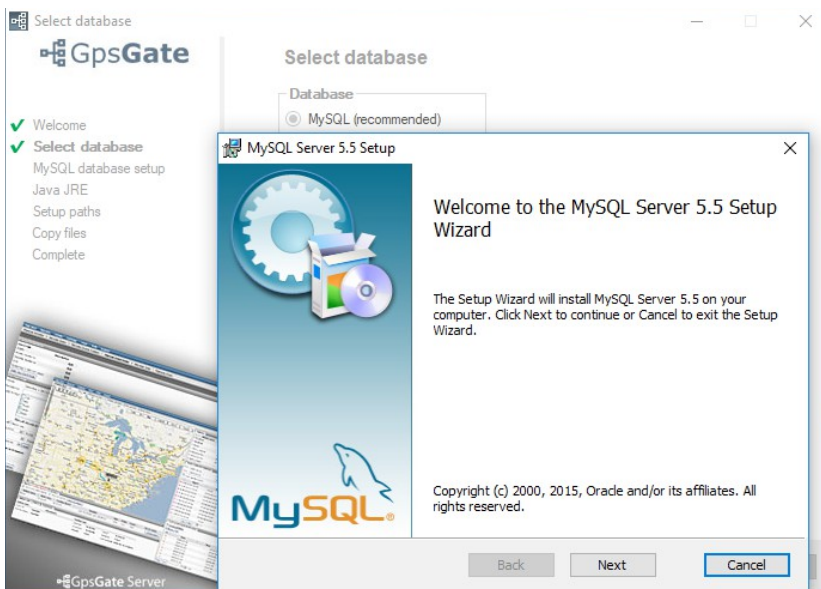 Select database
GpsGate
Select database
Database
MySQL (recommended)
Welcome
Select database
MySQL database setup
Java JRE
Setup paths
Copy files
Complete
MySQL Server 5.5 Setup
Welcome to the MySQL Server 5.5 Setup
Wizard
The Setup Wizard will install MySQL Server 5.5 on your
computer. Click Next to continue or Cancel to exit the Setup
Wizard.
MySQL®
Copyright (c) 2000, 2015, Oracle and/or its affiliates. All
rights reserved.
Back
Next
Cancel
GpsGate Server